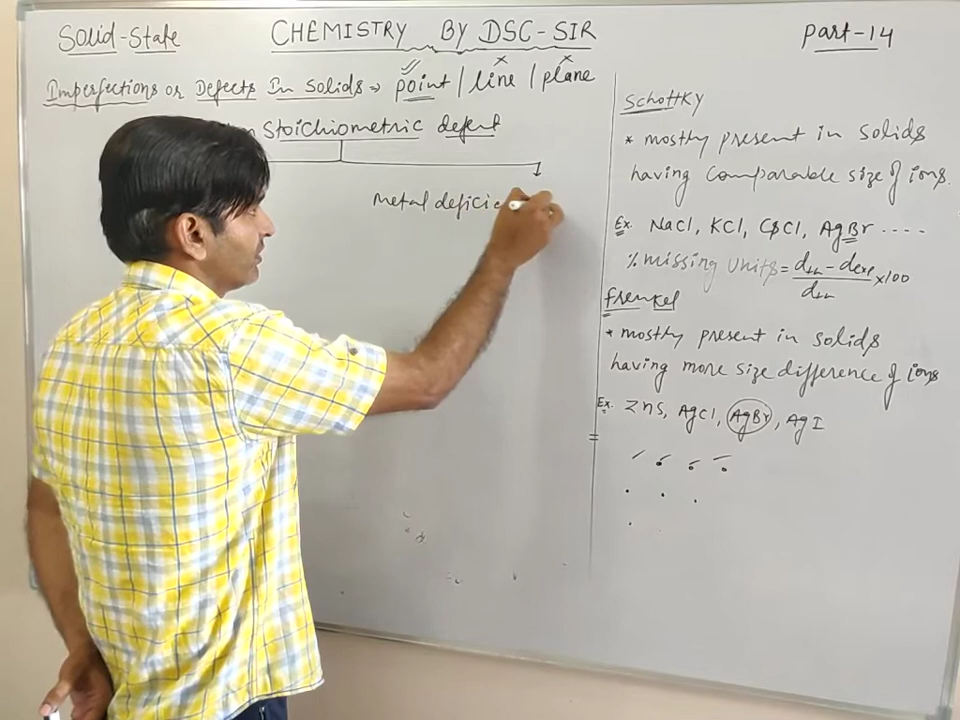 Solid-State
CHEMISTRY BY DSC-SIR
Part-14
Imperfections or Defects In Solids → point / line / plane
stoichiometric defect
Metal deficie
Schottky
* mostly present in solids
having comparable size of ions.
Ex. NaCl, KCl, CsCl, AgBr ....
% missing Units = (dth - dexp / dth) × 100
Frenkel
* mostly present in solids
having more size difference of ions
Ex. ZnS, AgCl, AgBr, AgI